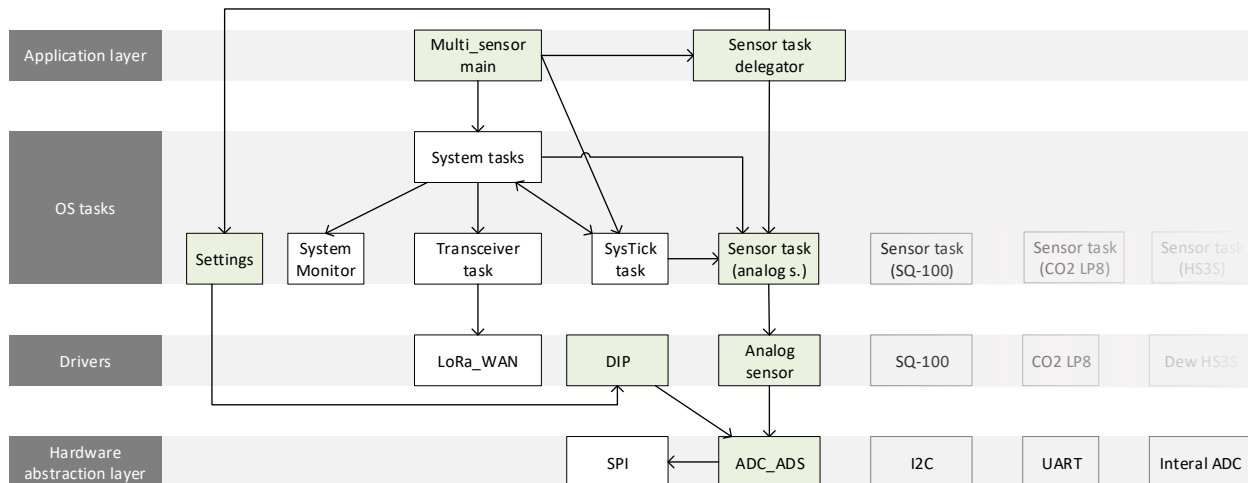 Application layer
Multi_sensor
main
Sensor task
delegator
OS tasks
System tasks
Settings
System
Monitor
Transceiver
task
SysTick
task
Sensor task
(analog s.)
Sensor task
(SQ-100)
Sensor task
(CO2 LP8)
Sensor task
(HS3S)
Drivers
LoRa_WAN
DIP
Analog
sensor
SQ-100
CO2 LP8
Dew HS3S
Hardware
abstraction layer
SPI
ADC_ADS
I2C
UART
Interal ADC